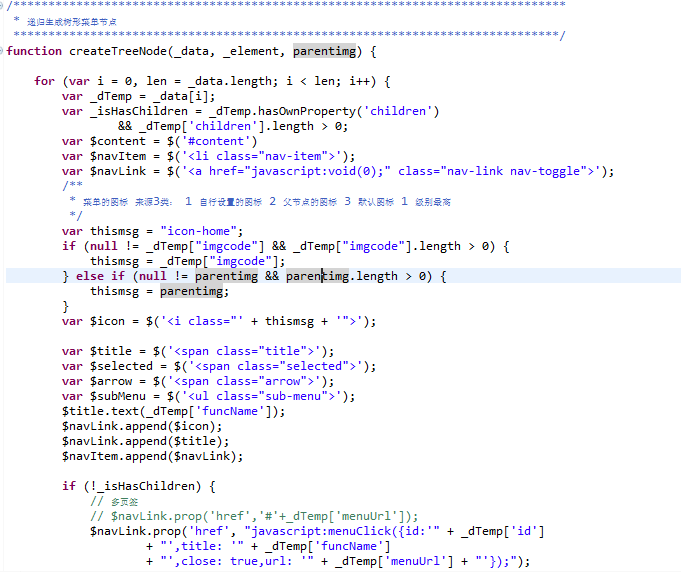 /*******************************************************************************
 * 递归生成树形菜单节点
 ******************************************************************************/
function createTreeNode(_data, _element, parentimg) {

    for (var i = 0, len = _data.length; i < len; i++) {
        var _dTemp = _data[i];
        var _isHasChildren = _dTemp.hasOwnProperty('children')
                && _dTemp['children'].length > 0;
        var $content = $('#content')
        var $navItem = $('<li class="nav-item">');
        var $navLink = $('<a href="javascript:void(0);" class="nav-link nav-toggle">');
        /**
         * 菜单的图标 来源3类： 1 自行设置的图标 2 父节点的图标 3 默认图标 1 级别最高
         */
        var thismsg = "icon-home";
        if (null != _dTemp["imgcode"] && _dTemp["imgcode"].length > 0) {
            thismsg = _dTemp["imgcode"];
        } else if (null != parentimg && parentimg.length > 0) {
            thismsg = parentimg;
        }
        var $icon = $('<i class="' + thismsg + '">');

        var $title = $('<span class="title">');
        var $selected = $('<span class="selected">');
        var $arrow = $('<span class="arrow">');
        var $subMenu = $('<ul class="sub-menu">');
        $title.text(_dTemp['funcName']);
        $navLink.append($icon);
        $navLink.append($title);
        $navItem.append($navLink);

        if (!_isHasChildren) {
            // 多页签
            // $navLink.prop('href','#'+_dTemp['menuUrl']);
            $navLink.prop('href', "javascript:menuClick({id:'" + _dTemp['id']
                    + "',title: '" + _dTemp['funcName']
                    + "',close: true,url: '" + _dTemp['menuUrl'] + "'});");